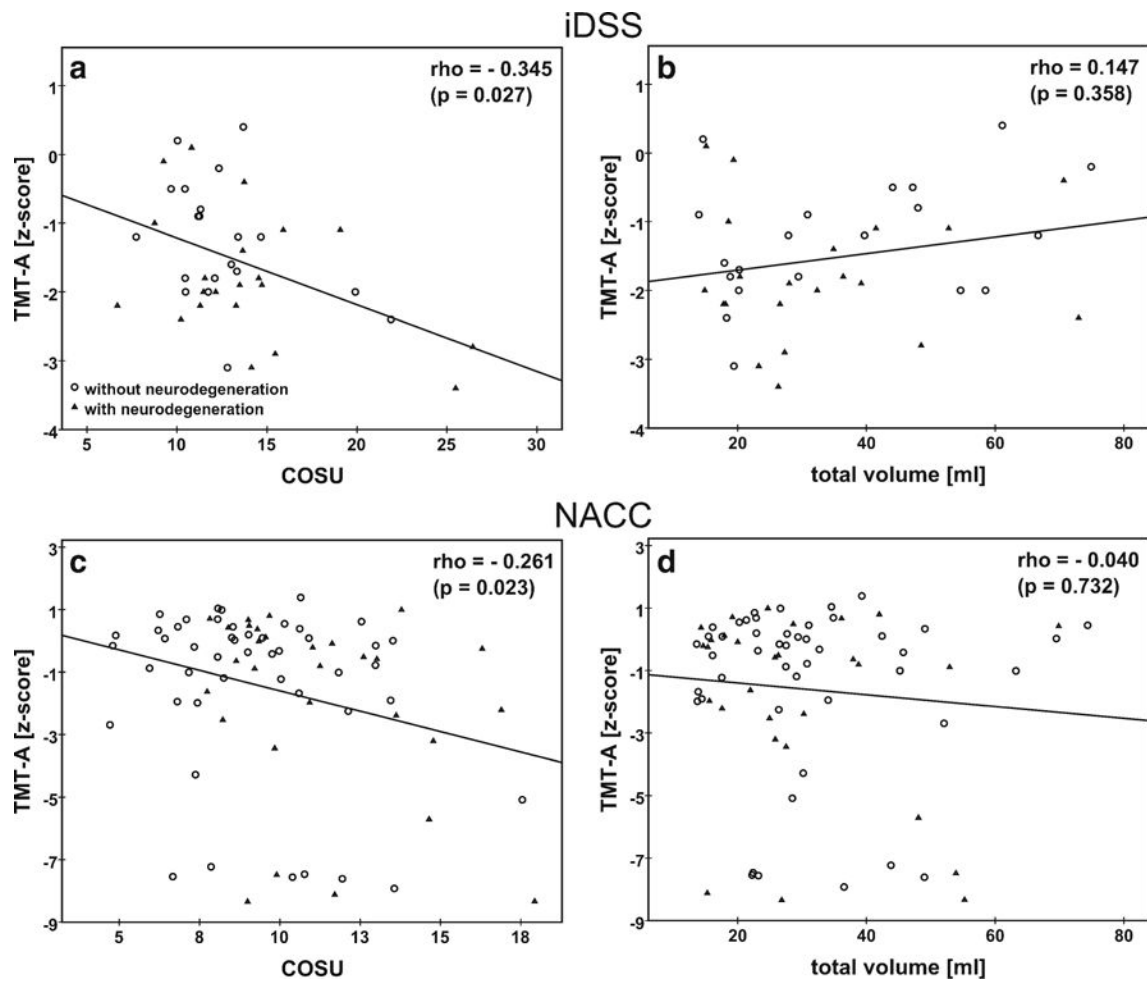 iDSS
a
rho = - 0.345
(p = 0.027)
TMT-A [z-score]
1
0
-1
-2
-3
-4
without neurodegeneration
with neurodegeneration
5 10 15 20 25 30
COSU
b
rho = 0.147
(p = 0.358)
TMT-A [z-score]
1
0
-1
-2
-3
-4
20 40 60 80
total volume [ml]
NACC
c
rho = - 0.261
(p = 0.023)
TMT-A [z-score]
3
1
-1
-3
-5
-7
-9
5 8 10 13 15 18
COSU
d
rho = - 0.040
(p = 0.732)
TMT-A [z-score]
3
1
-1
-3
-5
-7
-9
20 40 60 80
total volume [ml]